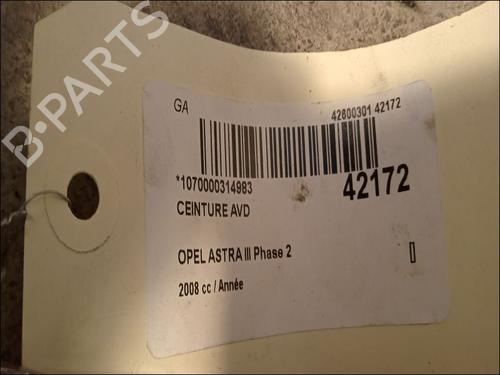 B-PARTS
GA
42800301 42172
*1070000314983
42172
CEINTURE AVD
OPEL ASTRA III Phase 2
2008 cc / Année